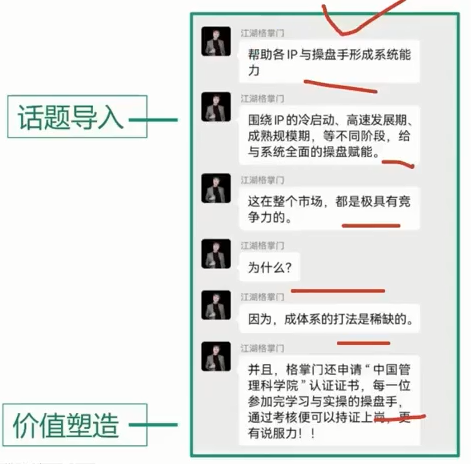 江湖格掌门
帮助各IP与操盘手形成系统能
力
江湖格掌门
围绕IP的冷启动、高速发展期、
成熟规模期，等不同阶段，给
与系统全面的操盘赋能。
话题导入
江湖格掌门
这在整个市场，都是极具有竞
争力的。
江湖格掌门
为什么？
江湖格掌门
因为，成体系的打法是稀缺的。
江湖格掌门
并且，格掌门还申请“中国管
理科学院”认证证书，每一位
参加完学习与实操的操盘手，
通过考核便可以持证上岗，更
有说服力！！
价值塑造